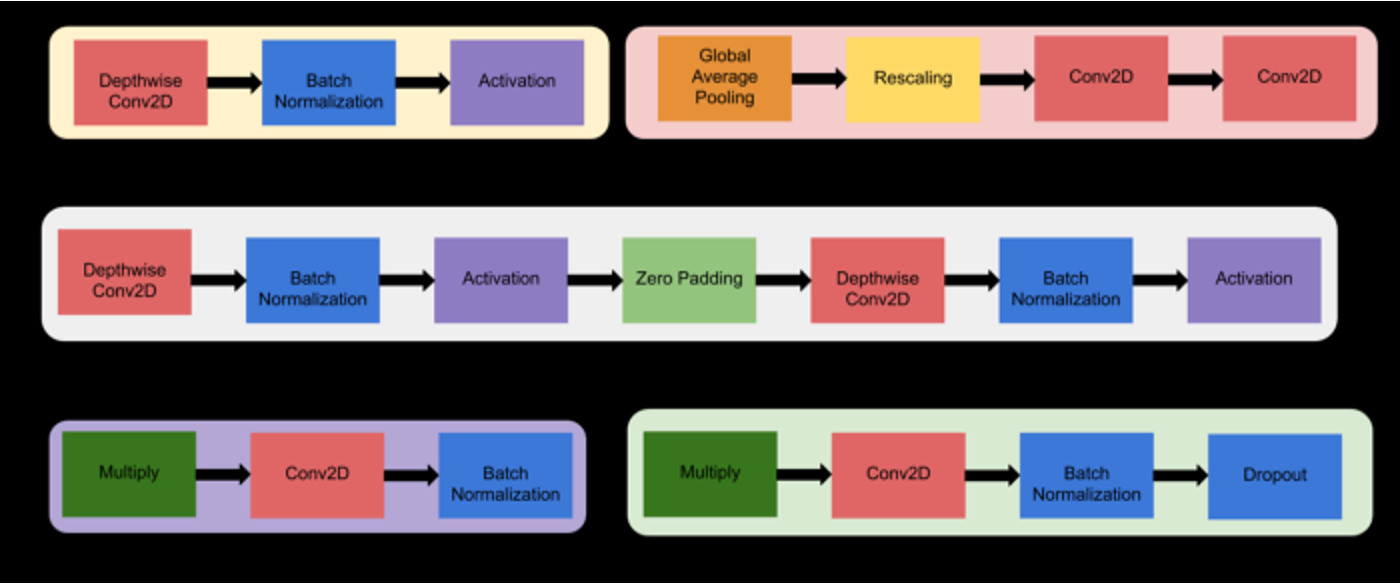 Depthwise
Conv2D
Batch
Normalization
Activation
Global
Average
Pooling
Rescaling
Conv2D
Conv2D
Depthwise
Conv2D
Batch
Normalization
Activation
Zero Padding
Depthwise
Conv2D
Batch
Normalization
Activation
Multiply
Conv2D
Batch
Normalization
Multiply
Conv2D
Batch
Normalization
Dropout